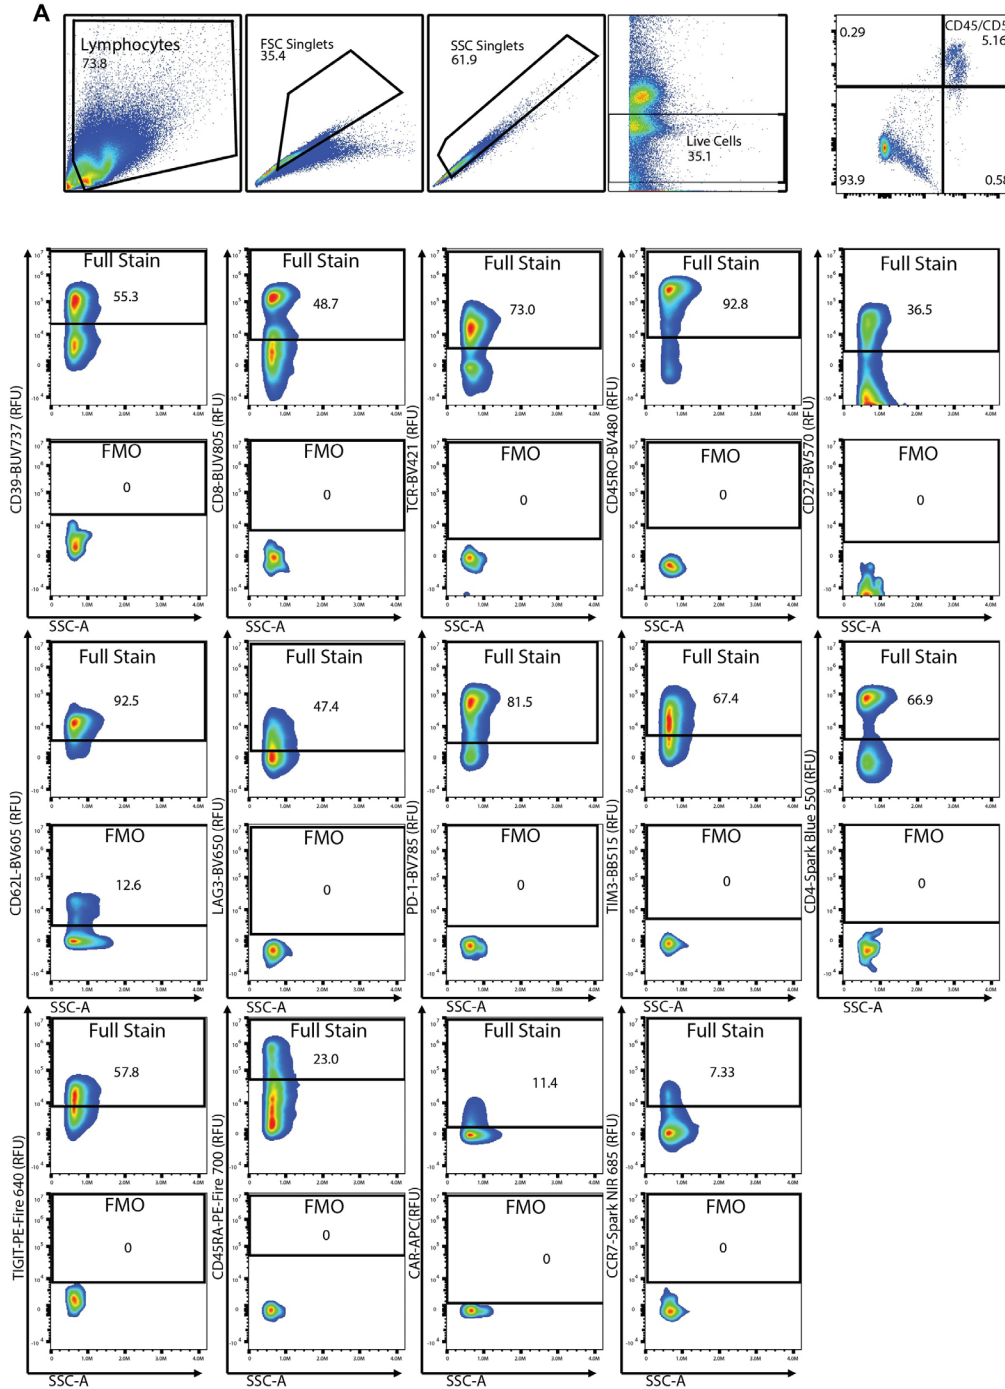 A
Lymphocytes
73.8
FSC Singlets
35.4
SSC Singlets
61.9
Live Cells
35.1
0.29
CD45/CD5
5.16
93.9
0.58
CD39-BUV737 (RFU)
Full Stain
55.3
FMO
0
SSC-A
CD8-BUV805 (RFU)
Full Stain
48.7
FMO
0
SSC-A
TCR-BV421 (RFU)
Full Stain
73.0
FMO
0
SSC-A
CD45RO-BV480 (RFU)
Full Stain
92.8
FMO
0
SSC-A
CD27-BV570 (RFU)
Full Stain
36.5
FMO
0
SSC-A
CD62L-BV605 (RFU)
Full Stain
92.5
FMO
12.6
SSC-A
LAG3-BV650 (RFU)
Full Stain
47.4
FMO
0
SSC-A
PD-1-BV785 (RFU)
Full Stain
81.5
FMO
0
SSC-A
TIM3-BB515 (RFU)
Full Stain
67.4
FMO
0
SSC-A
CD4-Spark Blue 550 (RFU)
Full Stain
66.9
FMO
0
SSC-A
TIGIT-PE-Fire 640 (RFU)
Full Stain
57.8
FMO
0
SSC-A
CD45RA-PE-Fire 700 (RFU)
Full Stain
23.0
FMO
0
SSC-A
CAR-APC(RFU)
Full Stain
11.4
FMO
0
SSC-A
CCR7-Spark NIR 685 (RFU)
Full Stain
7.33
FMO
0
SSC-A